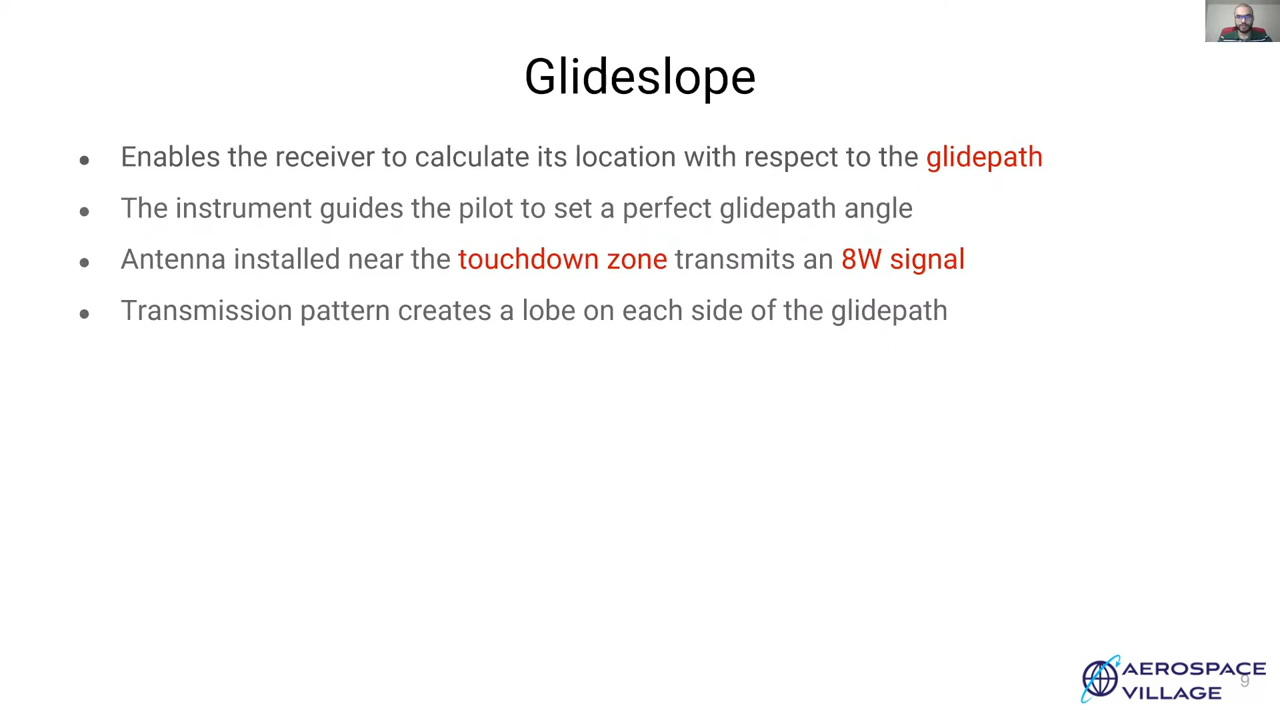 Glideslope
● Enables the receiver to calculate its location with respect to the glidepath
● The instrument guides the pilot to set a perfect glidepath angle
● Antenna installed near the touchdown zone transmits an 8W signal
● Transmission pattern creates a lobe on each side of the glidepath
AEROSPACE
VILLAGE
9